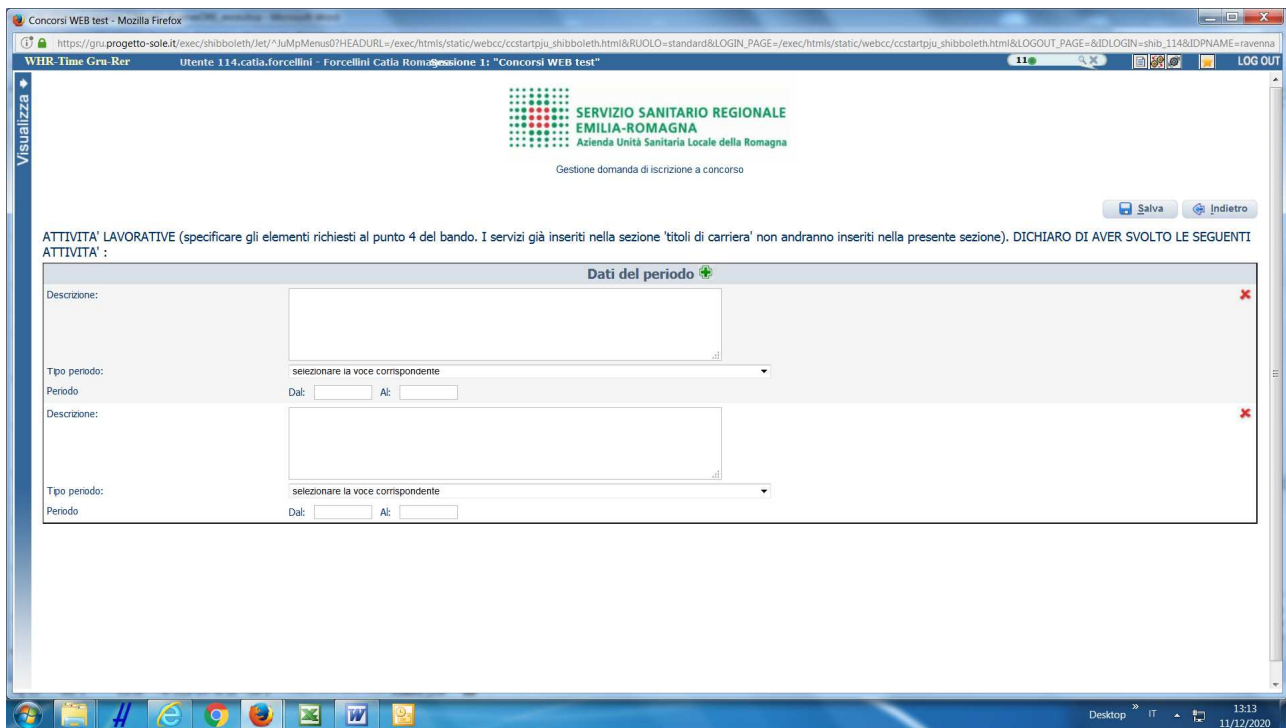 Concorsi WEB test - Mozilla Firefox
https://gru.progetto-sole.it/exec/shibboleth/Jet/^JuMpMenus0?HEADURL=/exec/htmls/static/webcc/ccstartpju_shibboleth.html&RUOLO=standard&LOGIN_PAGE=/exec/htmls/static/webcc/ccstartpju_shibboleth.html&LOGOUT_PAGE=&IDLOGIN=shib_114&IDPNAME=ravenna
WHR-Time Gru-Rer Utente 114.catia.forcellini - Forcellini Catia Sessione 1: "Concorsi WEB test" 11 LOG OUT
Visualizza
SERVIZIO SANITARIO REGIONALE
EMILIA-ROMAGNA
Azienda Unità Sanitaria Locale della Romagna
Gestione domanda di iscrizione a concorso
Salva Indietro
ATTIVITA' LAVORATIVE (specificare gli elementi richiesti al punto 4 del bando. I servizi già inseriti nella sezione 'titoli di carriera' non andranno inseriti nella presente sezione). DICHIARO DI AVER SVOLTO LE SEGUENTI
ATTIVITA' :
Dati del periodo
Descrizione:
Tipo periodo: selezionare la voce corrispondente
Periodo Dal: Al:
Descrizione:
Tipo periodo: selezionare la voce corrispondente
Periodo Dal: Al:
Desktop » IT 13:13
11/12/2020